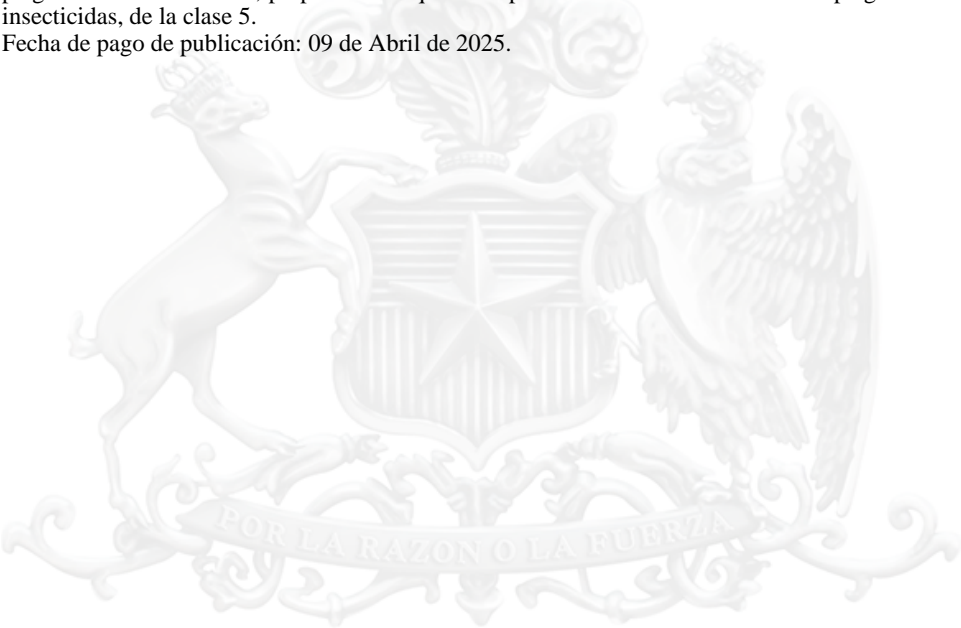 insecticidas, de la clase 5.
Fecha de pago de publicación: 09 de Abril de 2025.
POR LA RAZON O LA FUERZA